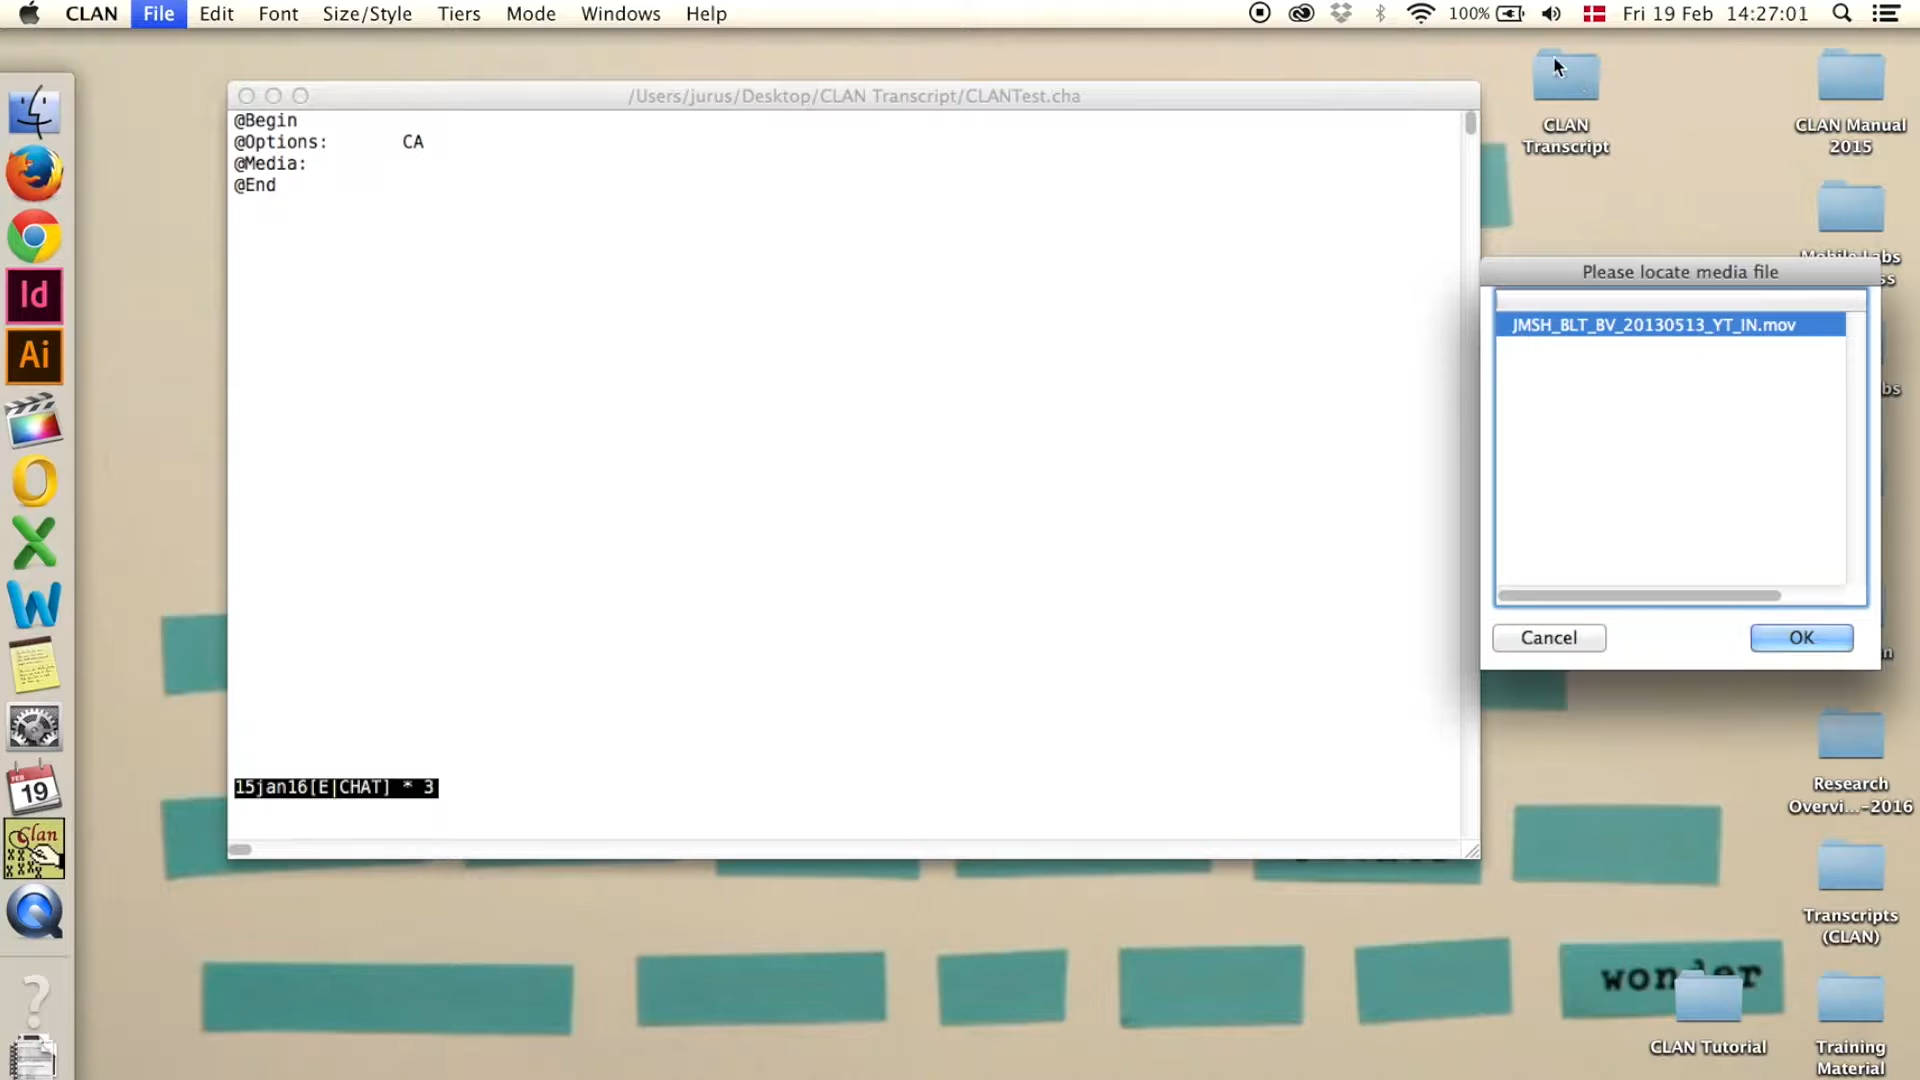 CLAN File Edit Font Size/Style Tiers Mode Windows Help 100% Fri 19 Feb 14:27:01
/Users/jurus/Desktop/CLAN Transcript/CLANTest.cha
@Begin
@Options: CA
@Media:
@End
15jan16[E|CHAT] * 3
Please locate media file
JMSH_BLT_BV_20130513_YT_IN.mov
Cancel OK
CLAN
Transcript
CLAN Manual
2015
Research
Overvi...-2016
Transcripts
(CLAN)
wonder
CLAN Tutorial
Training
Material
Id
Ai
FEB
19
Clan